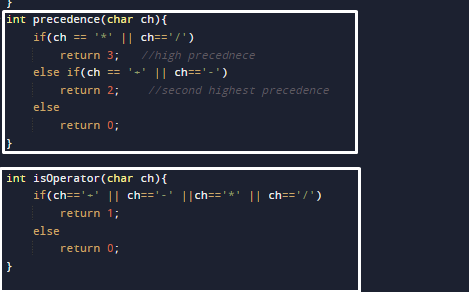 }
int precedence(char ch){
if(ch == '*' || ch=='/')
return 3; //high precednece
else if(ch == '+' || ch=='-')
return 2; //second highest precedence
else
return 0;
}
int isOperator(char ch){
if(ch=='+' || ch=='-' ||ch=='*' || ch=='/')
return 1;
else
return 0;
}